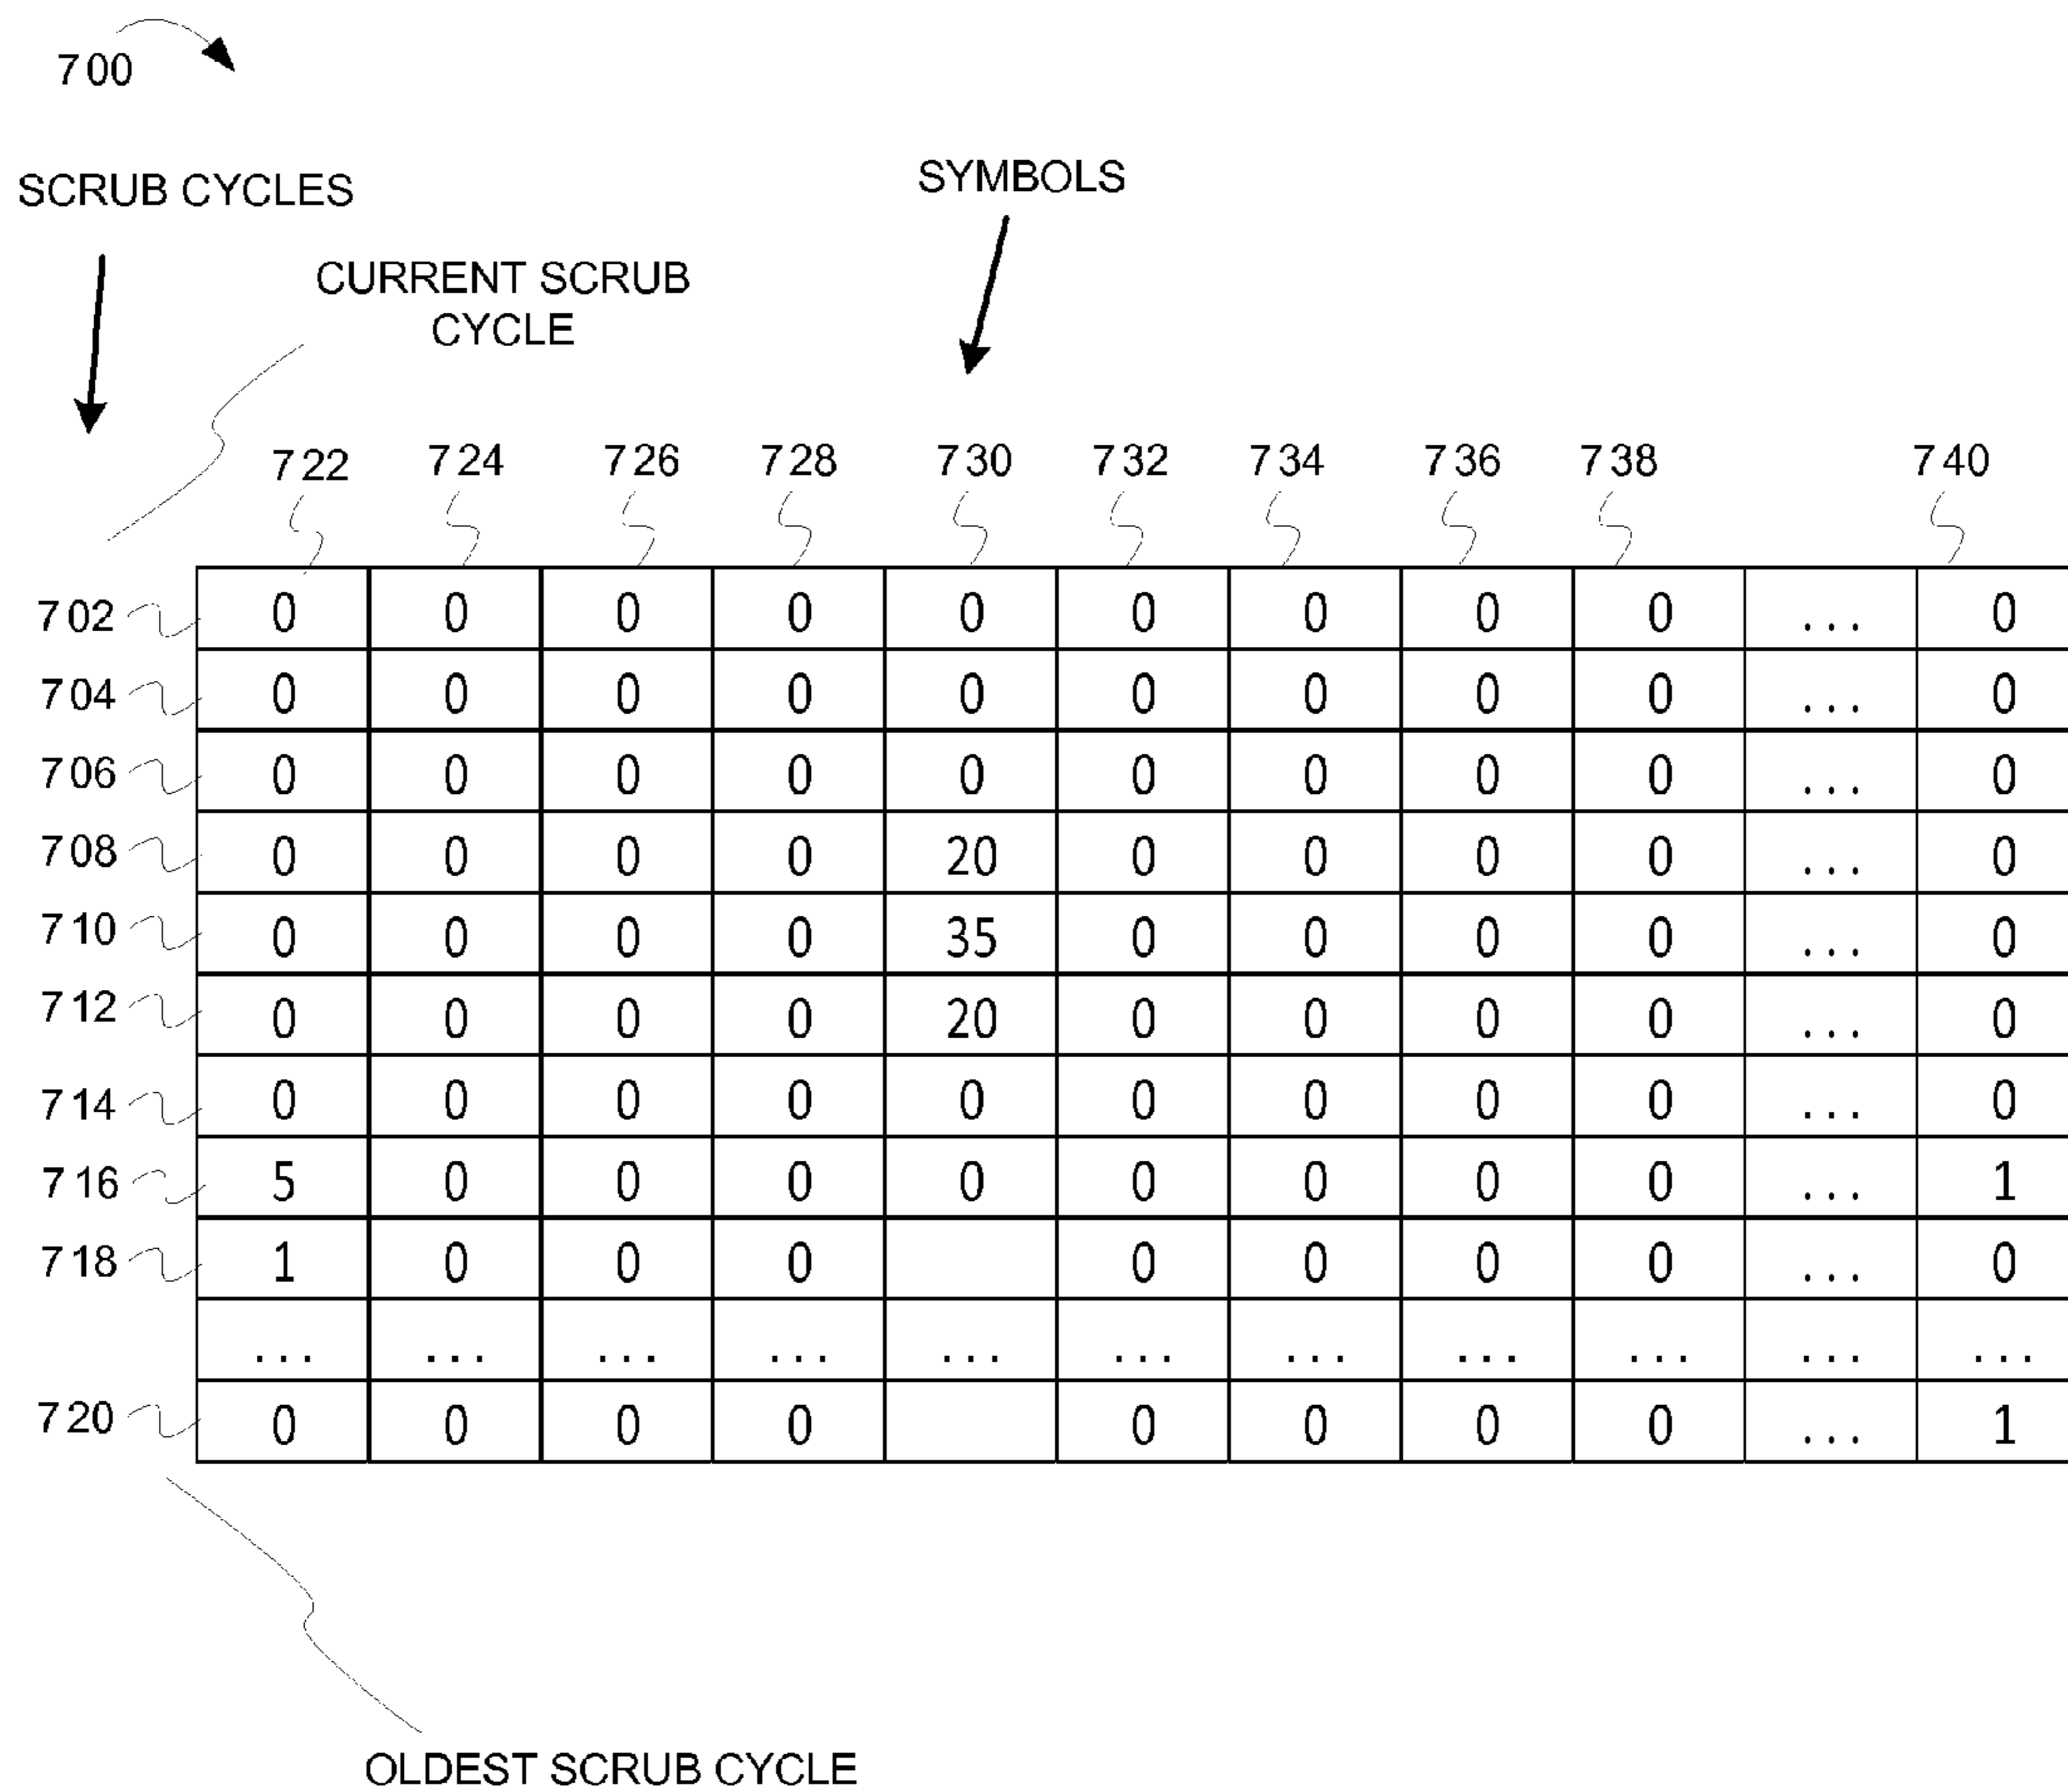 700
SCRUB CYCLES
SYMBOLS
CURRENT SCRUB
CYCLE
722 724 726 728 730 732 734 736 738 740
702 0 0 0 0 0 0 0 0 0 ... 0
704 0 0 0 0 0 0 0 0 0 ... 0
706 0 0 0 0 0 0 0 0 0 ... 0
708 0 0 0 0 20 0 0 0 0 ... 0
710 0 0 0 0 35 0 0 0 0 ... 0
712 0 0 0 0 20 0 0 0 0 ... 0
714 0 0 0 0 0 0 0 0 0 ... 0
716 5 0 0 0 0 0 0 0 0 ... 1
718 1 0 0 0 0 0 0 0 ... 0
... ... ... ... ... ... ... ... ... ... ...
720 0 0 0 0 0 0 0 0 ... 1
OLDEST SCRUB CYCLE